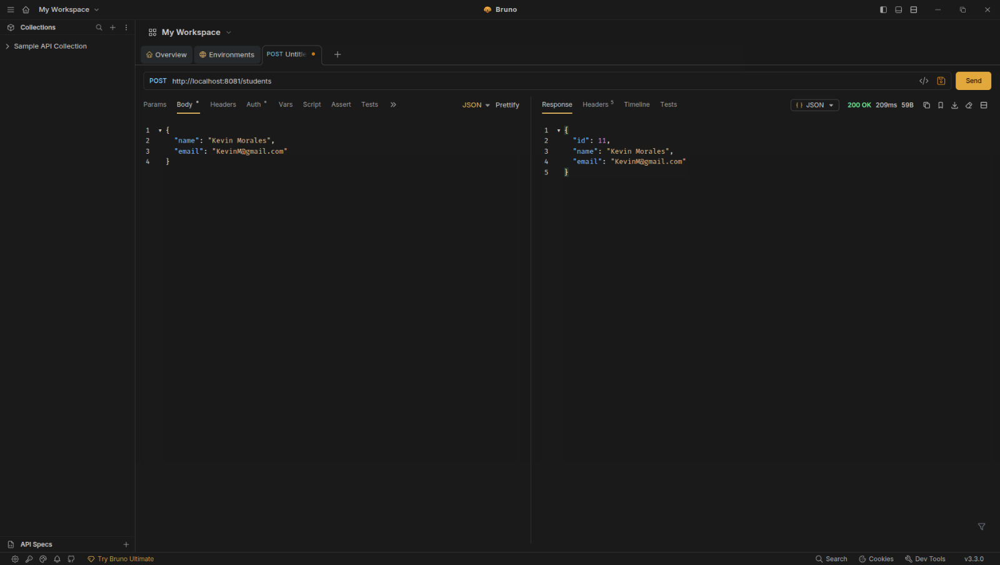 My Workspace
Bruno
Collections
Sample API Collection
My Workspace
Overview Environments POST Untitle
POST http://localhost:8081/students Send
Params Body Headers Auth Vars Script Assert Tests JSON Prettify
Response Headers 5 Timeline Tests { } JSON 200 OK 209ms 59B
1 {
2 "name": "Kevin Morales",
3 "email": "KevinM@gmail.com"
4 }
1 {
2 "id": 11,
3 "name": "Kevin Morales",
4 "email": "KevinM@gmail.com"
5 }
API Specs
Try Bruno Ultimate Search Cookies Dev Tools v3.3.0